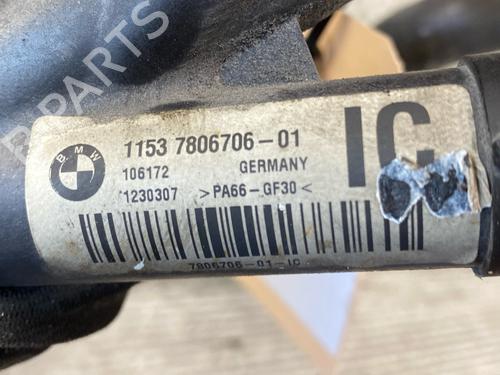 B-PARTS
BMW
1153 7806706-01
IC
106172 GERMANY
1230307 >PA66-GF30<
7806706-01-IC